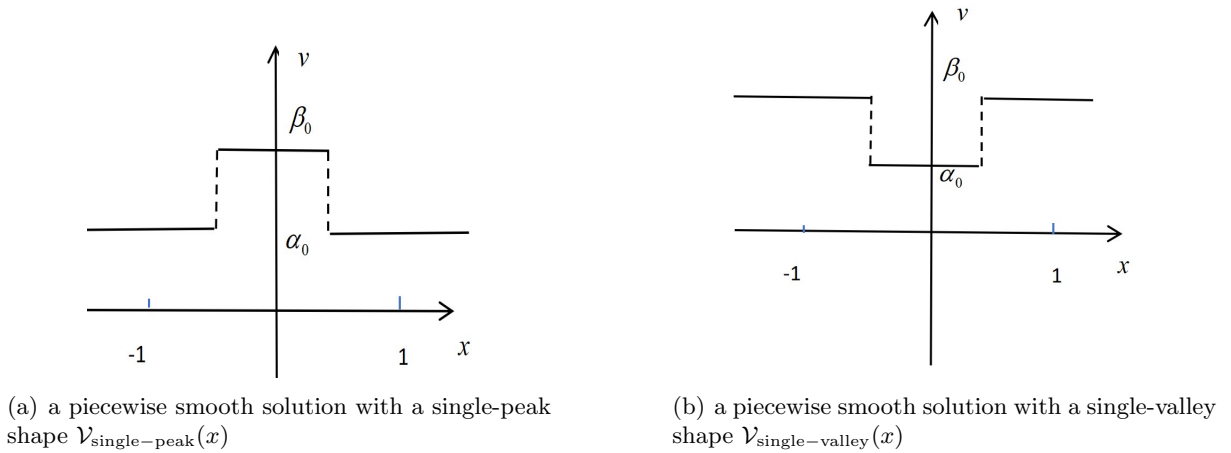 v
β₀
α₀
-1
1
x
(a) a piecewise smooth solution with a single-peak
shape 𝒱single−peak(x)
v
β₀
α₀
-1
1
x
(b) a piecewise smooth solution with a single-valley
shape 𝒱single−valley(x)